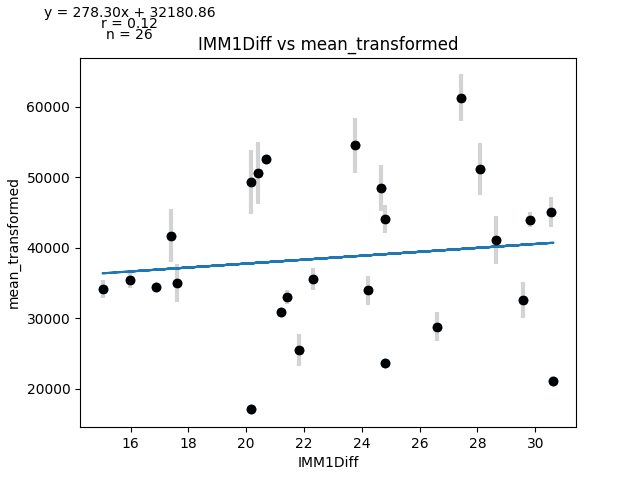 y = 278.30x + 32180.86
r = 0.12
n = 26
IMM1Diff vs mean_transformed
60000
50000
40000
30000
20000
mean_transformed
16 18 20 22 24 26 28 30
IMM1Diff